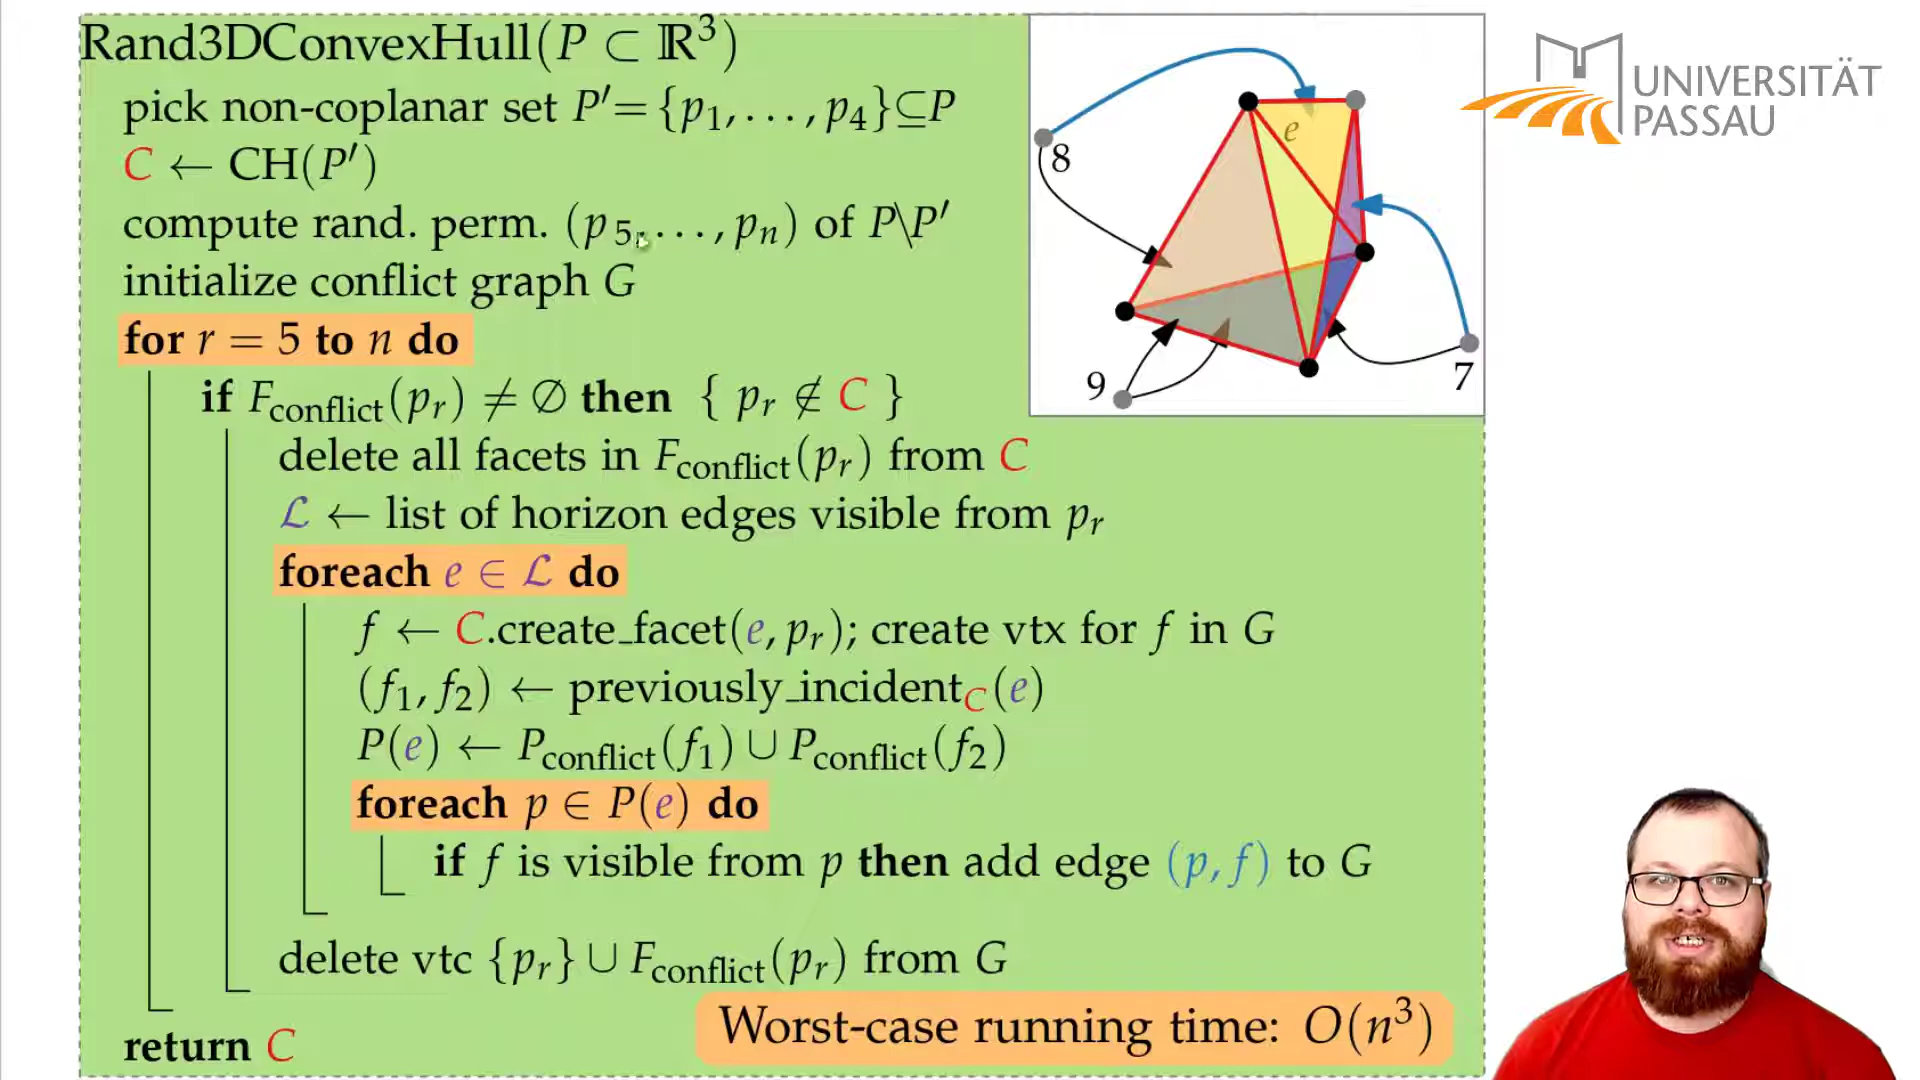 Rand3DConvexHull(P ⊂ ℝ³)
pick non-coplanar set P′= {p₁, . . . , p₄}⊆P
C ← CH(P′)
compute rand. perm. (p₅, . . . , pₙ) of P\P′
initialize conflict graph G
for r = 5 to n do
if F_conflict(p_r) ≠ ∅ then { p_r ∉ C }
delete all facets in F_conflict(p_r) from C
ℒ ← list of horizon edges visible from p_r
foreach e ∈ ℒ do
f ← C.create_facet(e, p_r); create vtx for f in G
(f₁, f₂) ← previously_incident_C(e)
P(e) ← P_conflict(f₁) ∪ P_conflict(f₂)
foreach p ∈ P(e) do
if f is visible from p then add edge (p, f) to G
delete vtc {p_r} ∪ F_conflict(p_r) from G
return C
Worst-case running time: O(n³)
e
8
9
7
UNIVERSITÄT
PASSAU